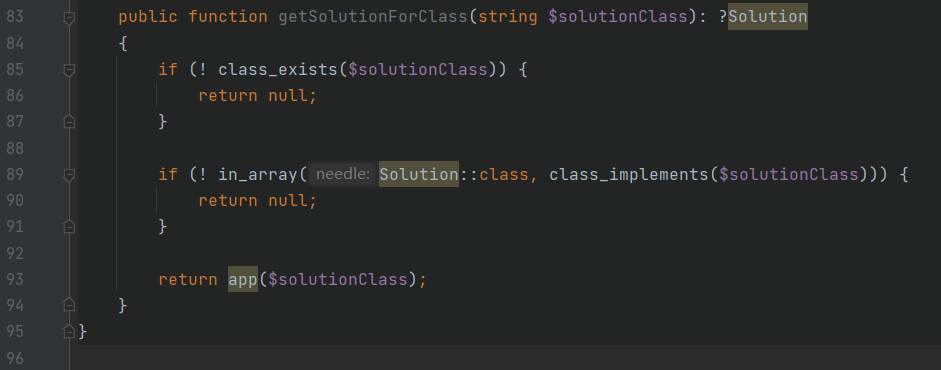 83 public function getSolutionForClass(string $solutionClass): ?Solution
84 {
85 if (! class_exists($solutionClass)) {
86 return null;
87 }
88
89 if (! in_array( needle: Solution::class, class_implements($solutionClass))) {
90 return null;
91 }
92
93 return app($solutionClass);
94 }
95 }
96